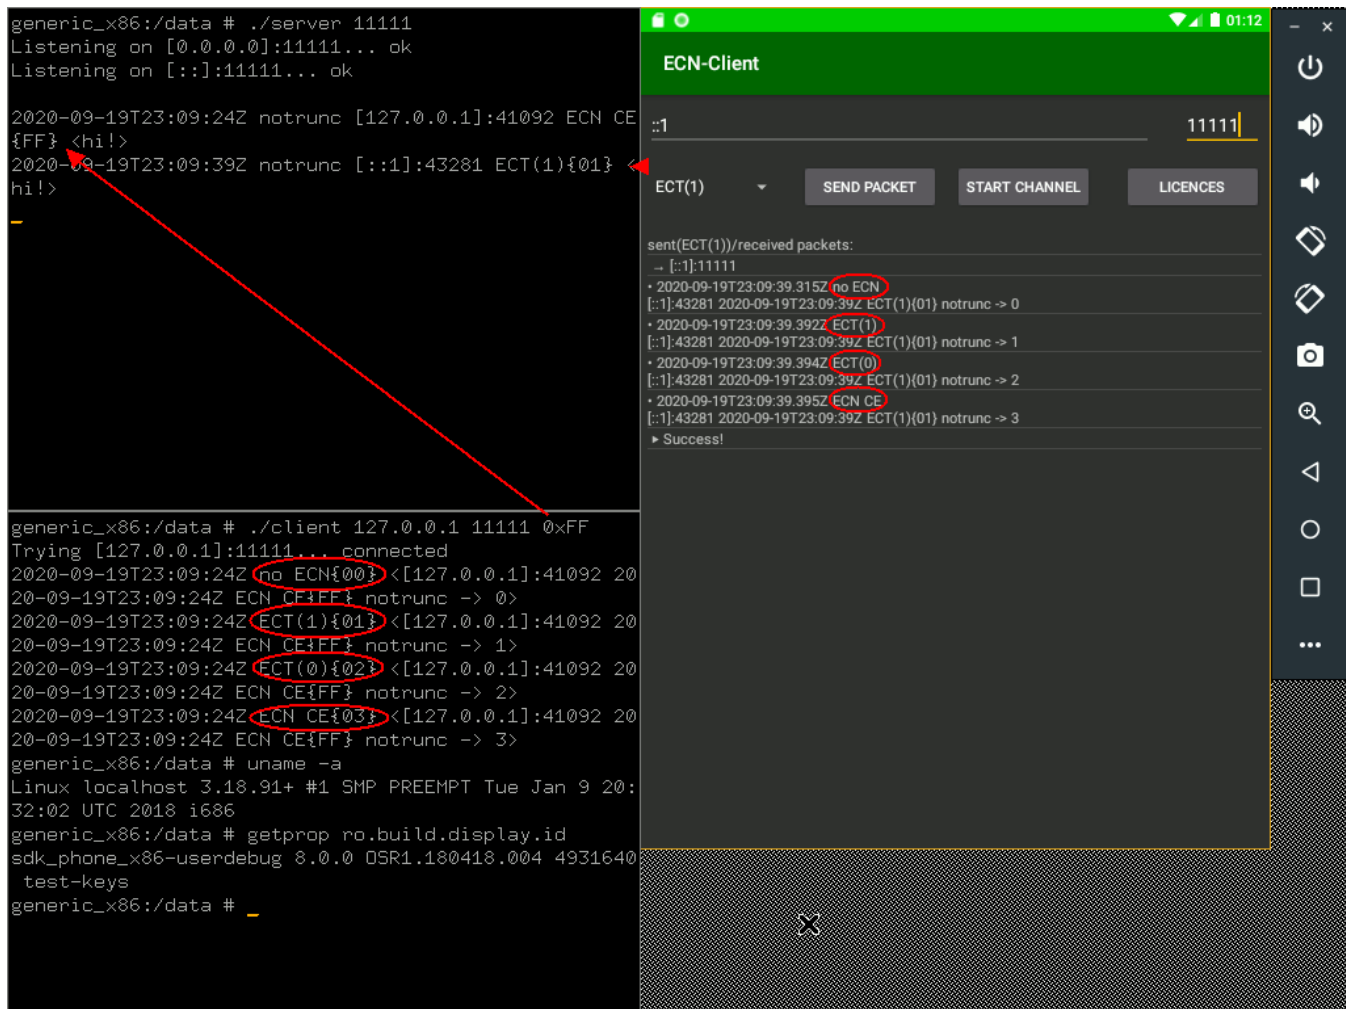 generic_x86:/data # ./server 11111
Listening on [0.0.0.0]:11111... ok
Listening on [::]:11111... ok
2020-09-19T23:09:24Z notrunc [127.0.0.1]:41092 ECN CE
{FF} <hi!>
2020-09-19T23:09:39Z notrunc [::1]:43281 ECT(1){01} <
hi!>
generic_x86:/data # ./client 127.0.0.1 11111 0xFF
Trying [127.0.0.1]:11111... connected
2020-09-19T23:09:24Z no ECN{00} <[127.0.0.1]:41092 20
20-09-19T23:09:24Z ECN CE{FF} notrunc -> 0>
2020-09-19T23:09:24Z ECT(1){01} <[127.0.0.1]:41092 20
20-09-19T23:09:24Z ECN CE{FF} notrunc -> 1>
2020-09-19T23:09:24Z ECT(0){02} <[127.0.0.1]:41092 20
20-09-19T23:09:24Z ECN CE{FF} notrunc -> 2>
2020-09-19T23:09:24Z ECN CE{03} <[127.0.0.1]:41092 20
20-09-19T23:09:24Z ECN CE{FF} notrunc -> 3>
generic_x86:/data # uname -a
Linux localhost 3.18.91+ #1 SMP PREEMPT Tue Jan 9 20:
32:02 UTC 2018 i686
generic_x86:/data # getprop ro.build.display.id
sdk_phone_x86-userdebug 8.0.0 OSR1.180418.004 4931640
test-keys
generic_x86:/data #
01:12
ECN-Client
::1 11111
ECT(1) SEND PACKET START CHANNEL LICENCES
sent(ECT(1))/received packets:
→ [::1]:11111
• 2020-09-19T23:09:39.315Z no ECN
[::1]:43281 2020-09-19T23:09:39Z ECT(1){01} notrunc -> 0
• 2020-09-19T23:09:39.392Z ECT(1)
[::1]:43281 2020-09-19T23:09:39Z ECT(1){01} notrunc -> 1
• 2020-09-19T23:09:39.394Z ECT(0)
[::1]:43281 2020-09-19T23:09:39Z ECT(1){01} notrunc -> 2
• 2020-09-19T23:09:39.395Z ECN CE
[::1]:43281 2020-09-19T23:09:39Z ECT(1){01} notrunc -> 3
▸ Success!